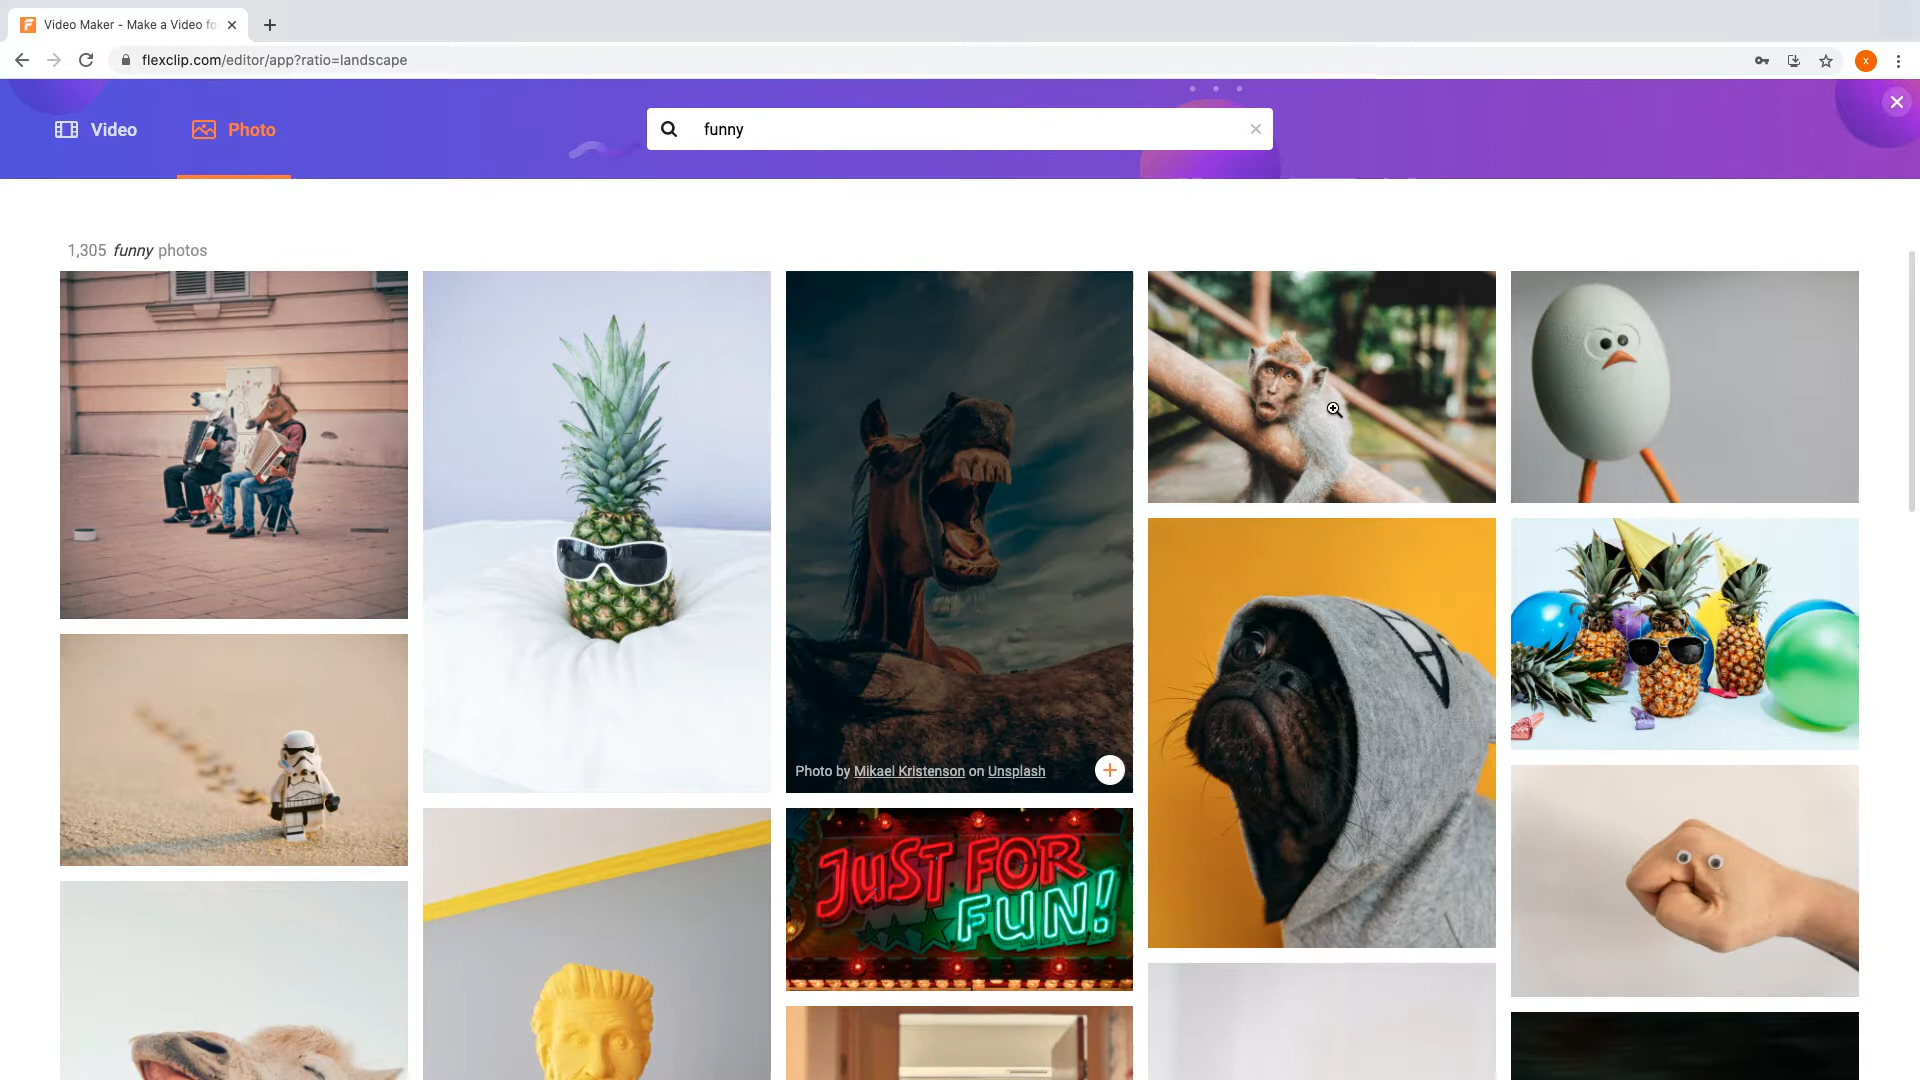 Video Maker - Make a Video fo
flexclip.com/editor/app?ratio=landscape
x
Video
Photo
funny
1,305 funny photos
Photo by Mikael Kristenson on Unsplash
JUST FOR
FUN!